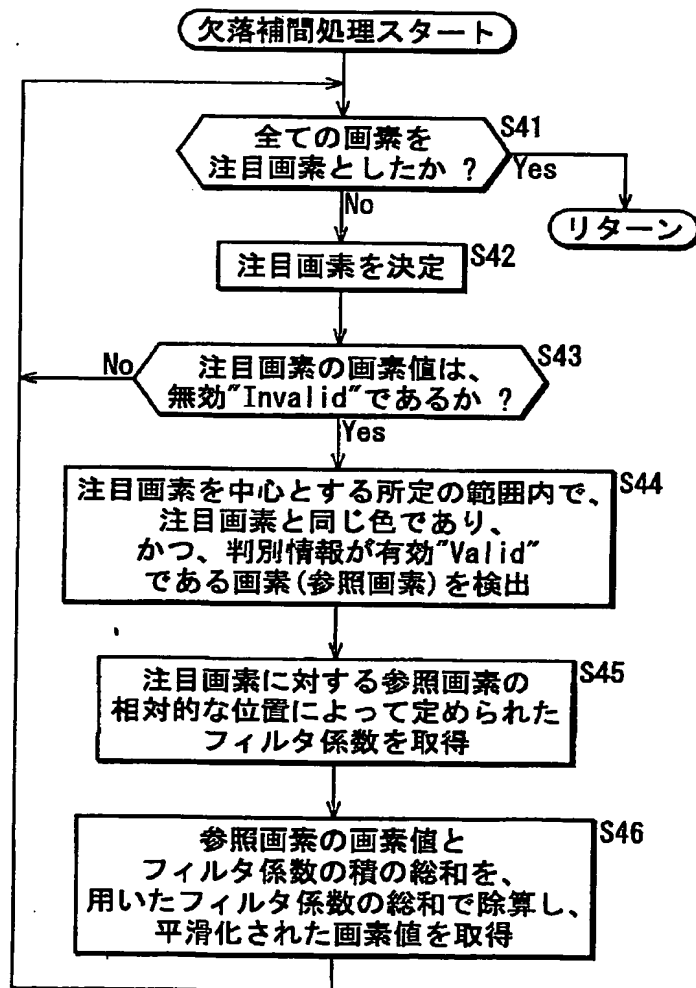 欠落補間処理スタート
全ての画素を
注目画素としたか ?
S41
Yes
No
リターン
注目画素を決定
S42
注目画素の画素値は、
無効"Invalid"であるか ?
S43
No
Yes
注目画素を中心とする所定の範囲内で、
注目画素と同じ色であり、
かつ、判別情報が有効"Valid"
である画素(参照画素)を検出
S44
注目画素に対する参照画素の
相対的な位置によって定められた
フィルタ係数を取得
S45
参照画素の画素値と
フィルタ係数の積の総和を、
用いたフィルタ係数の総和で除算し、
平滑化された画素値を取得
S46